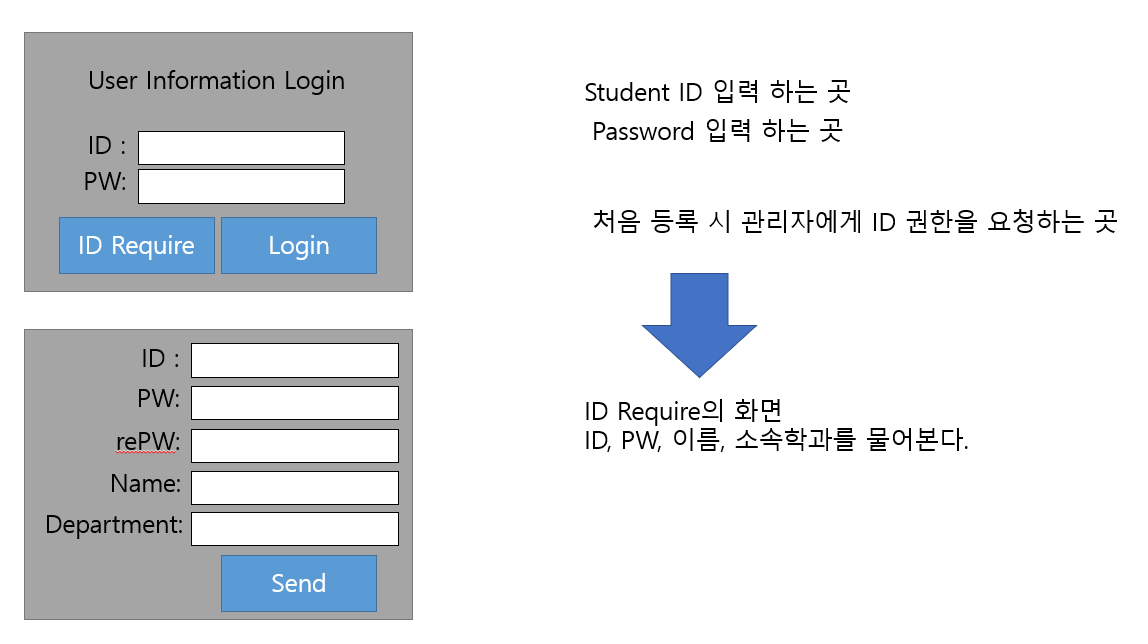 User Information Login
ID :
PW:
ID Require
Login
Student ID 입력 하는 곳
Password 입력 하는 곳
처음 등록 시 관리자에게 ID 권한을 요청하는 곳
ID :
PW:
rePW:
Name:
Department:
Send
ID Require의 화면
ID, PW, 이름, 소속학과를 물어본다.